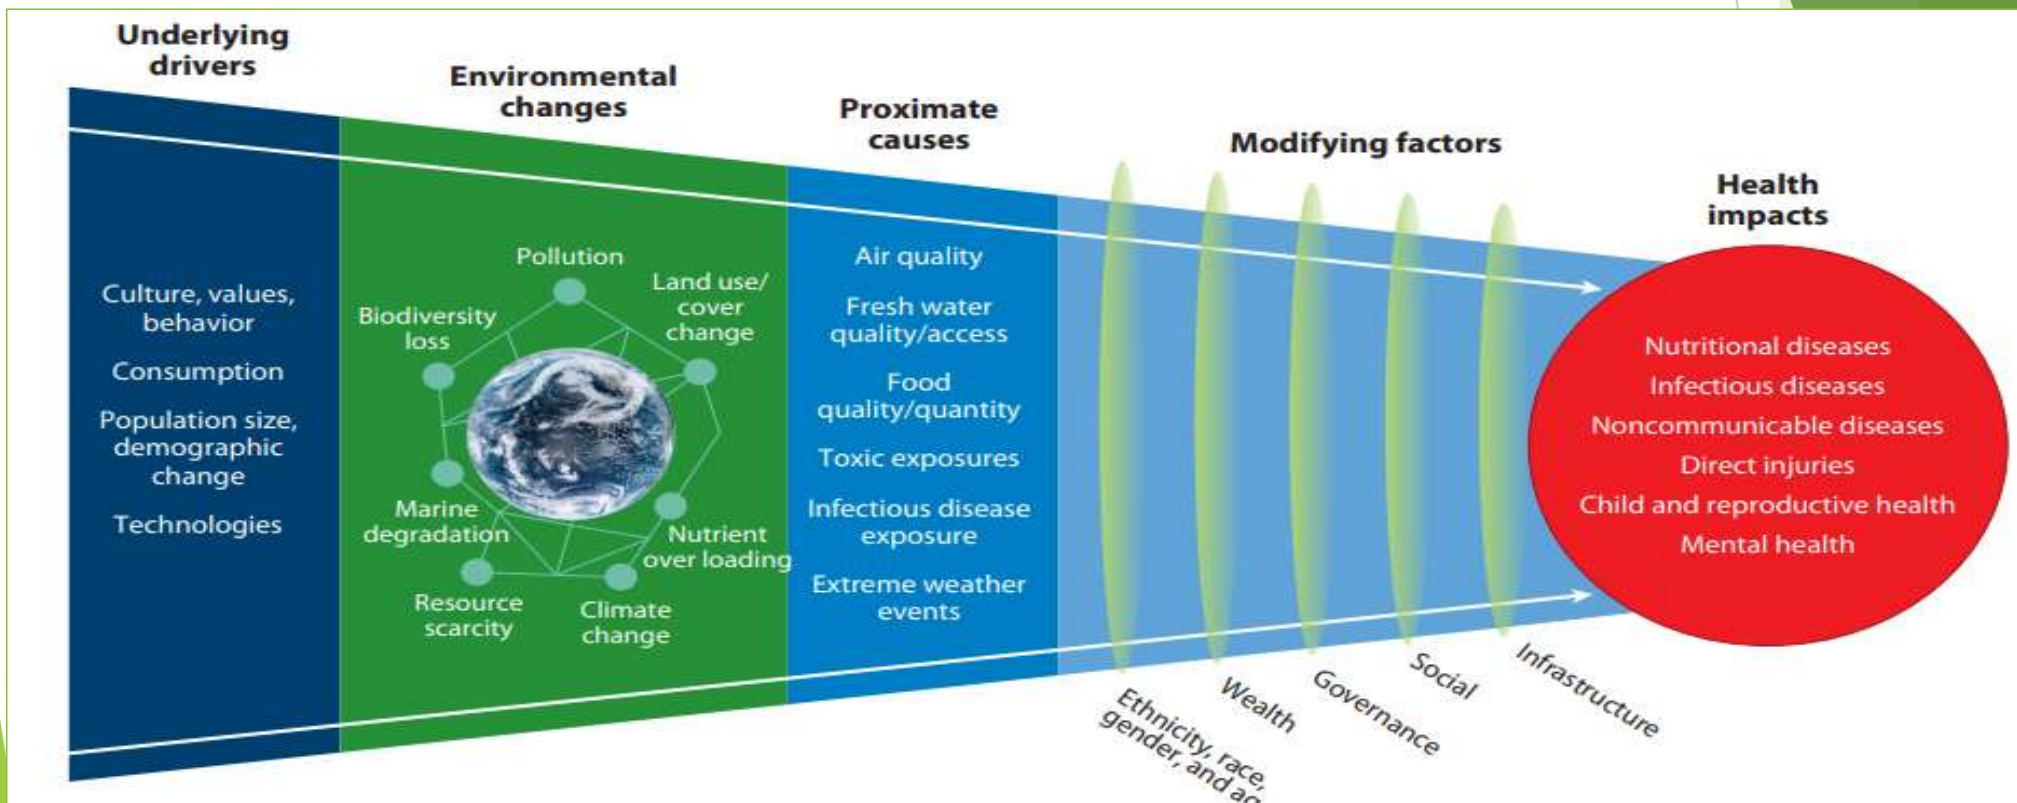 Underlying
drivers
Culture, values,
behavior
Consumption
Population size,
demographic
change
Technologies
Environmental
changes
Pollution
Land use/
cover
change
Biodiversity
loss
Marine
degradation
Nutrient
over loading
Resource
scarcity
Climate
change
Proximate
causes
Air quality
Fresh water
quality/access
Food
quality/quantity
Toxic exposures
Infectious disease
exposure
Extreme weather
events
Modifying factors
Ethnicity, race,
gender, and
Wealth
Governance
Social
Infrastructure
Health
impacts
Nutritional diseases
Infectious diseases
Noncommunicable diseases
Direct injuries
Child and reproductive health
Mental health